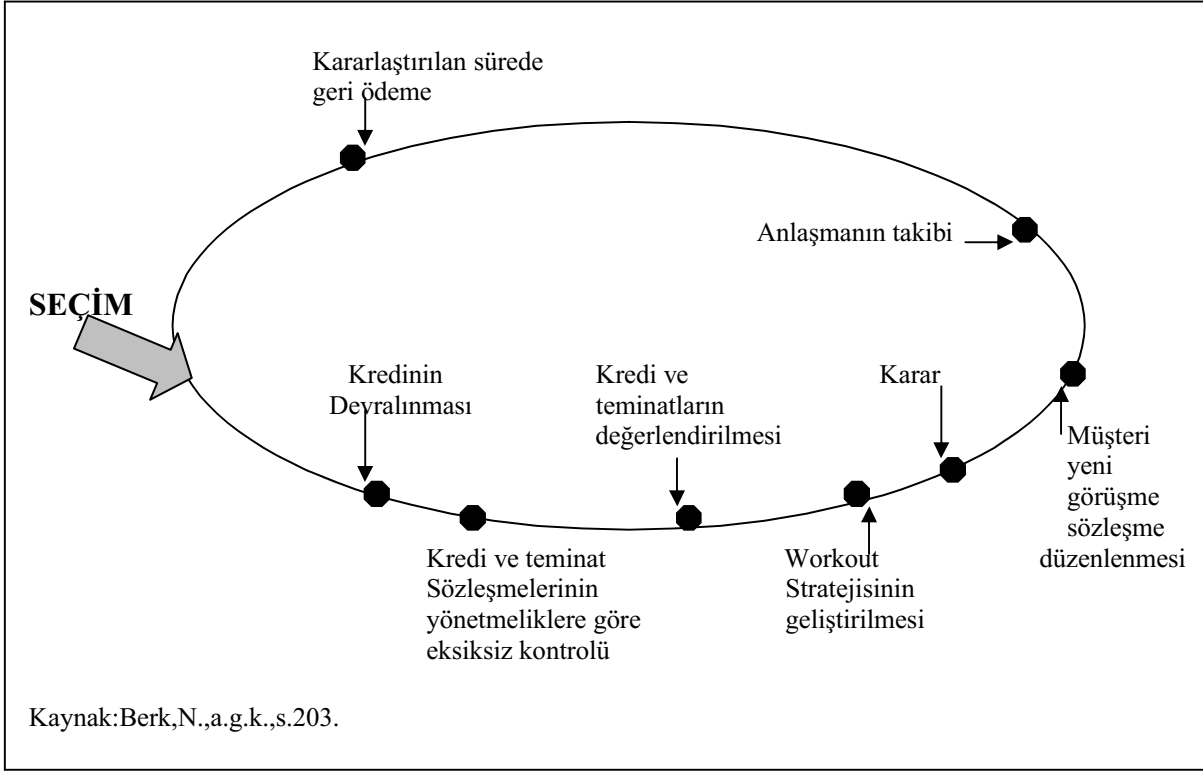 Kararlaştırılan sürede
geri ödeme
Anlaşmanın takibi
SEÇİM
Kredinin
Devralınması
Kredi ve
teminatların
değerlendirilmesi
Karar
Müşteri
yeni
görüşme
sözleşme
düzenlenmesi
Kredi ve teminat
Sözleşmelerinin
yönetmeliklere göre
eksiksiz kontrolü
Workout
Stratejisinin
geliştirilmesi
Kaynak:Berk,N.,a.g.k.,s.203.